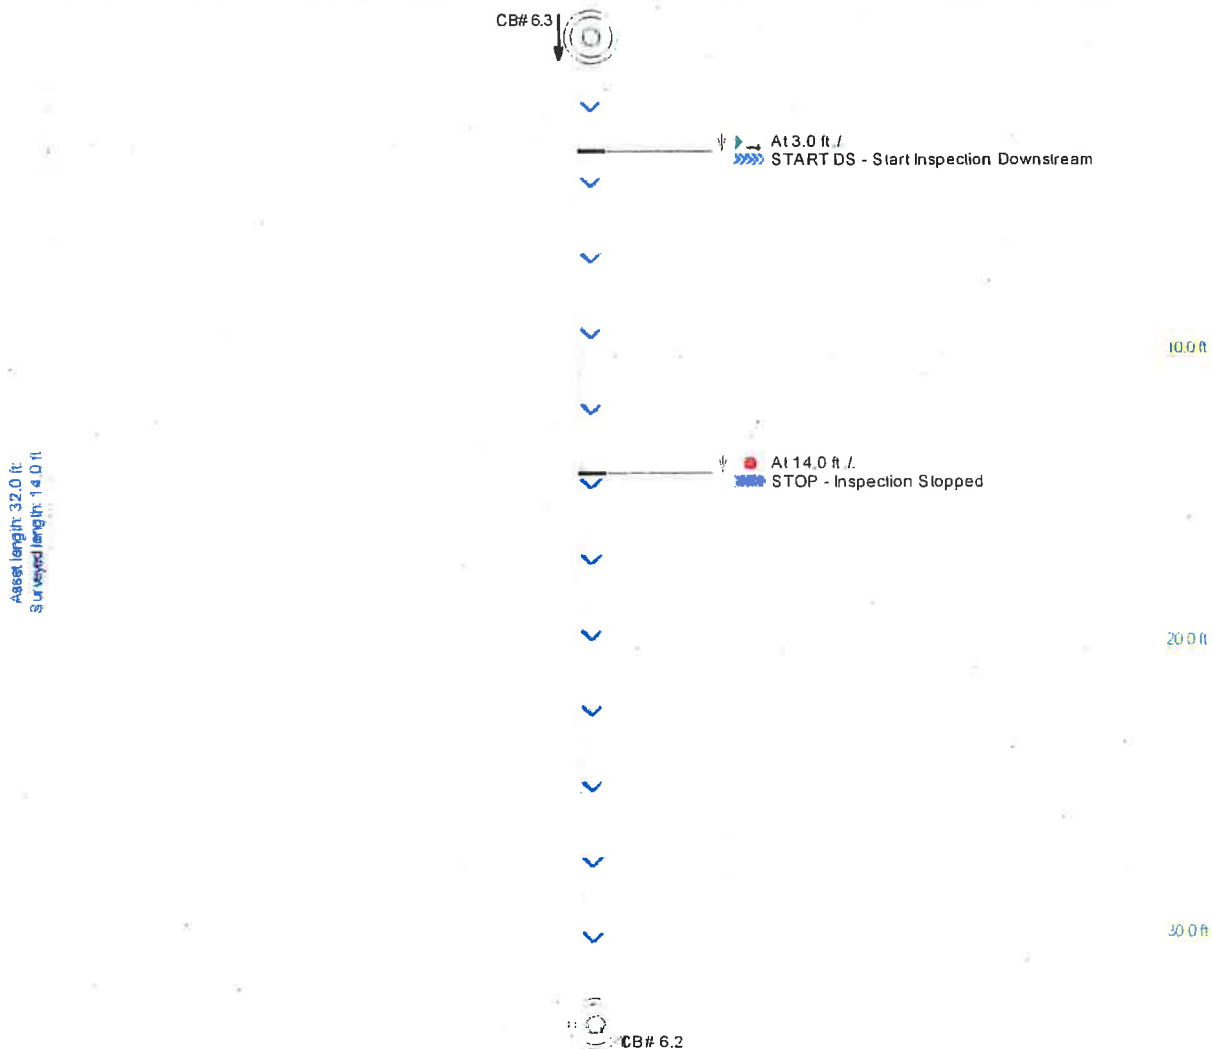 CB# 6.3
At 3.0 ft /
START DS - Start Inspection Downstream
10.0 ft
At 14.0 ft /.
STOP - Inspection Stopped
Asset length: 32.0 ft
Surveyed length: 14.0 ft
20.0 ft
30.0 ft
CB# 6.2